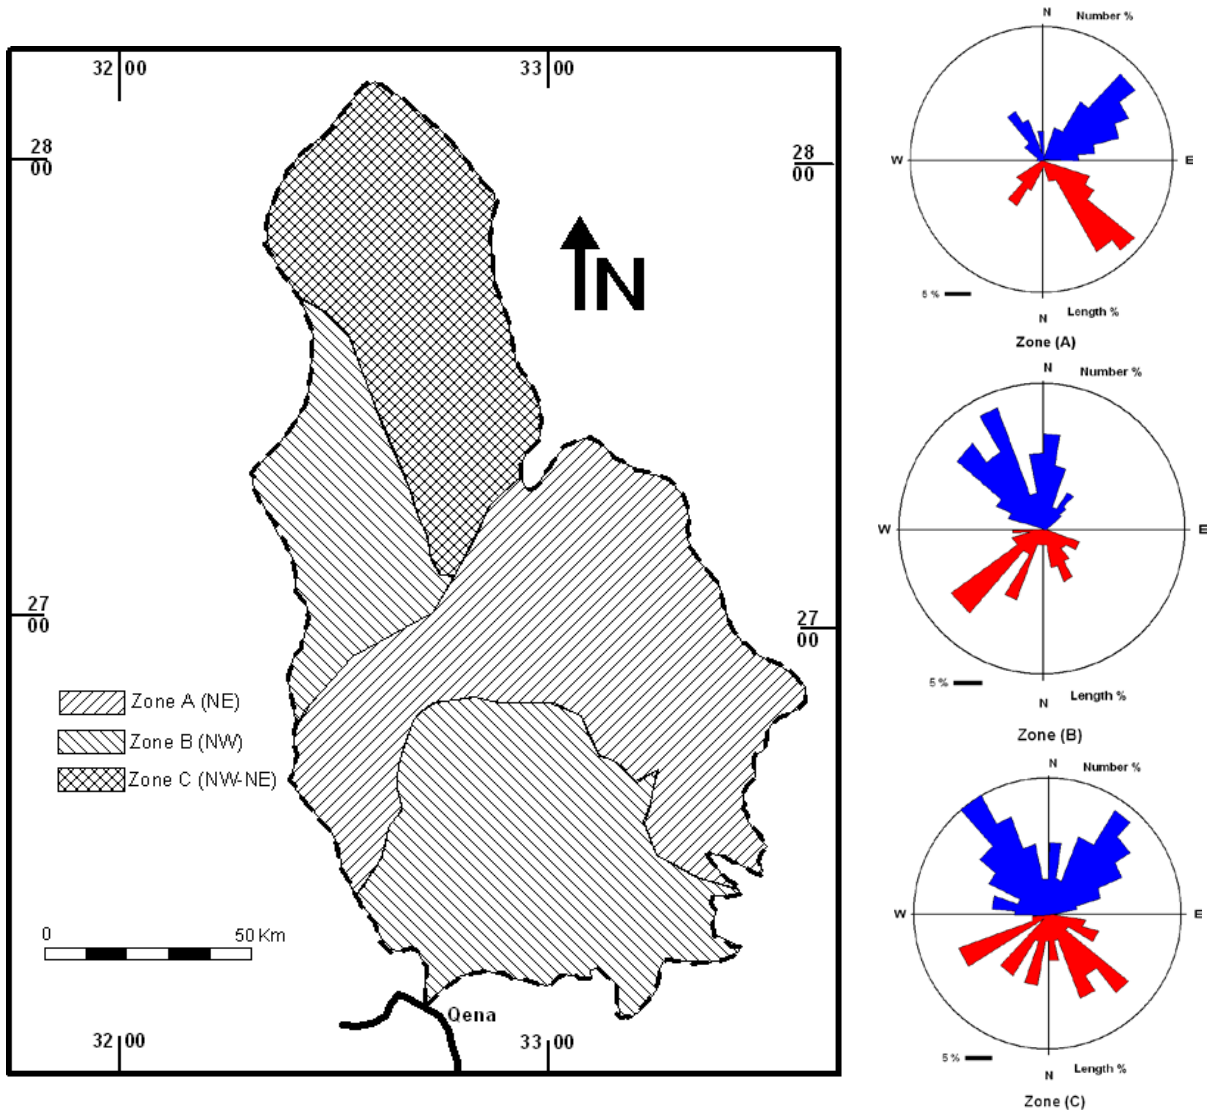 32 00
33 00
28
00
28
00
N
27
00
27
00
Zone A (NE)
Zone B (NW)
Zone C (NW-NE)
0 50 Km
Qena
32 00
33 00
N
Number %
W
E
5 %
Length %
N
Zone (A)
N
Number %
W
E
5 %
Length %
N
Zone (B)
N
Number %
W
E
5 %
Length %
N
Zone (C)